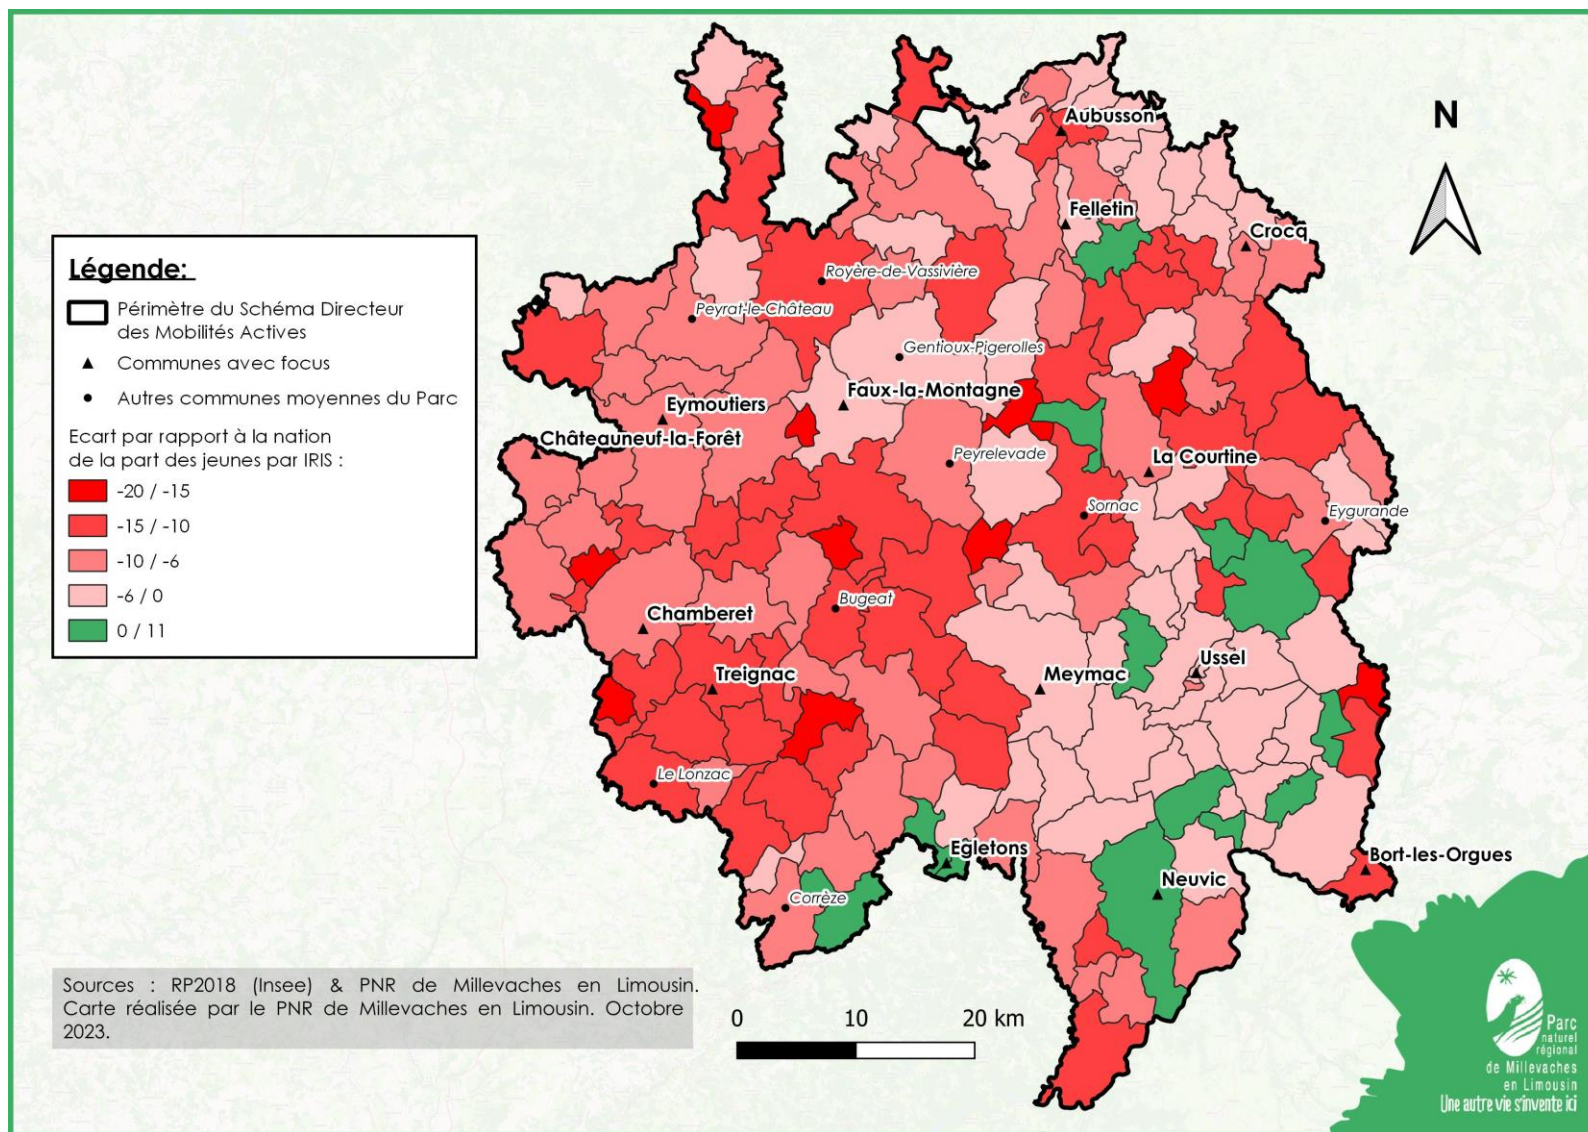 Légende:
Périmètre du Schéma Directeur
des Mobilités Actives
Communes avec focus
Autres communes moyennes du Parc
Ecart par rapport à la nation
de la part des jeunes par IRIS :
-20 / -15
-15 / -10
-10 / -6
-6 / 0
0 / 11
N
Aubusson
Felletin
Crocq
Royère-de-Vassivière
Peyrat-le-Château
Gentioux-Pigerolles
Faux-la-Montagne
Eymoutiers
Châteauneuf-la-Forêt
Peyrelevade
La Courtine
Sornac
Eygurande
Bugeat
Chamberet
Treignac
Meymac
Ussel
Le Lonzac
Egletons
Bort-les-Orgues
Neuvic
Corrèze
Sources : RP2018 (Insee) & PNR de Millevaches en Limousin.
Carte réalisée par le PNR de Millevaches en Limousin. Octobre
2023.
0 10 20 km
Parc
naturel
régional
de Millevaches
en Limousin
Une autre vie s'invente ici